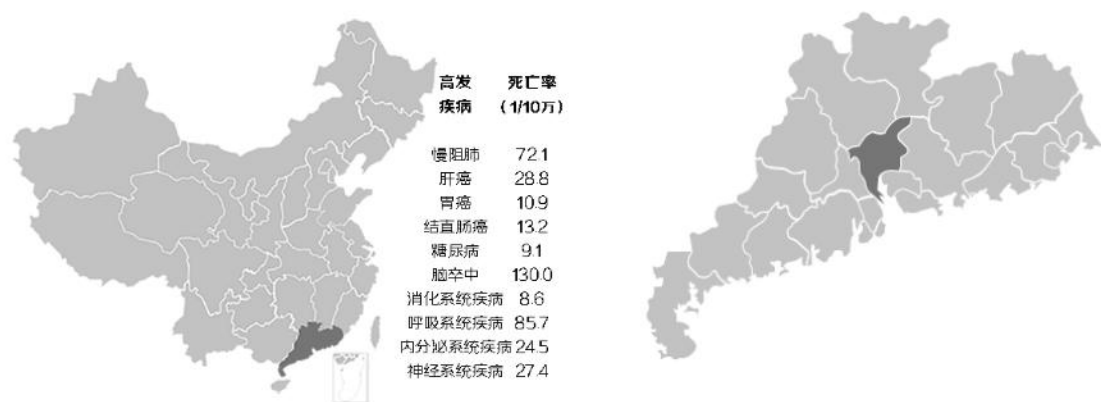 高发 死亡率
疾病 (1/10万)
慢阻肺 72.1
肝癌 28.8
胃癌 10.9
结直肠癌 13.2
糖尿病 9.1
脑卒中 130.0
消化系统疾病 8.6
呼吸系统疾病 85.7
内分泌系统疾病 24.5
神经系统疾病 27.4